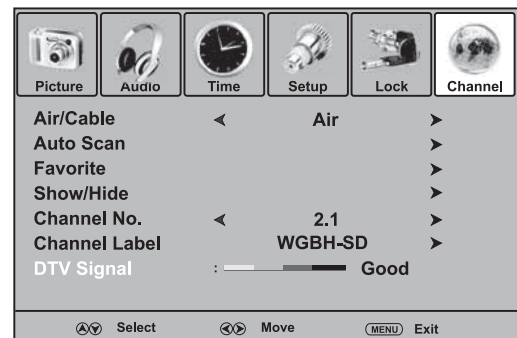 Picture Audio Time Setup Lock Channel
Air/Cable Air
Auto Scan
Favorite
Show/Hide
Channel No. 2.1
Channel Label WGBH-SD
DTV Signal : Good
Select Move MENU Exit